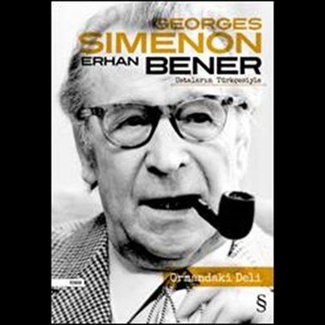 GEORGES
SIMENON
ERHAN BENER
Ustaların Türkçesiyle
Ormandaki Deli
S